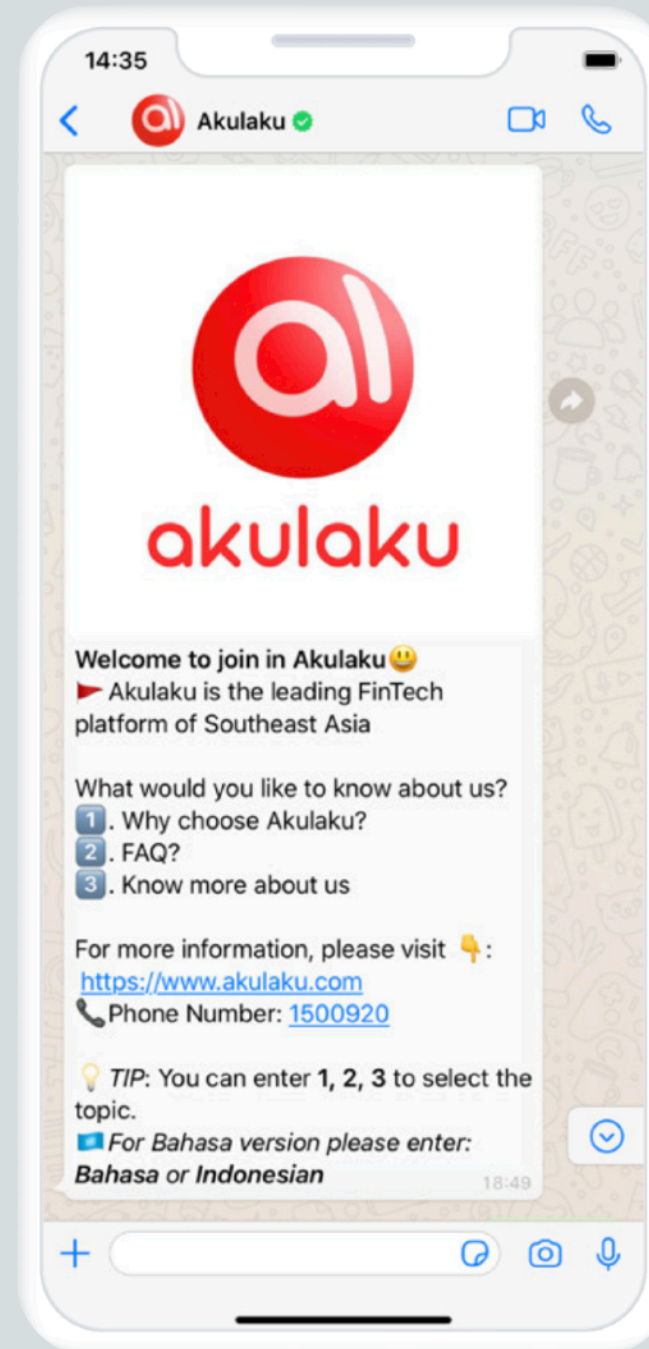 14:35
Akulaku
al
akulaku
Welcome to join in Akulaku😃
🚩 Akulaku is the leading FinTech
platform of Southeast Asia
What would you like to know about us?
1️⃣. Why choose Akulaku?
2️⃣. FAQ?
3️⃣. Know more about us
For more information, please visit 👇:
https://www.akulaku.com
📞Phone Number: 1500920
💡 TIP: You can enter 1, 2, 3 to select the
topic.
For Bahasa version please enter:
Bahasa or Indonesian
18:49